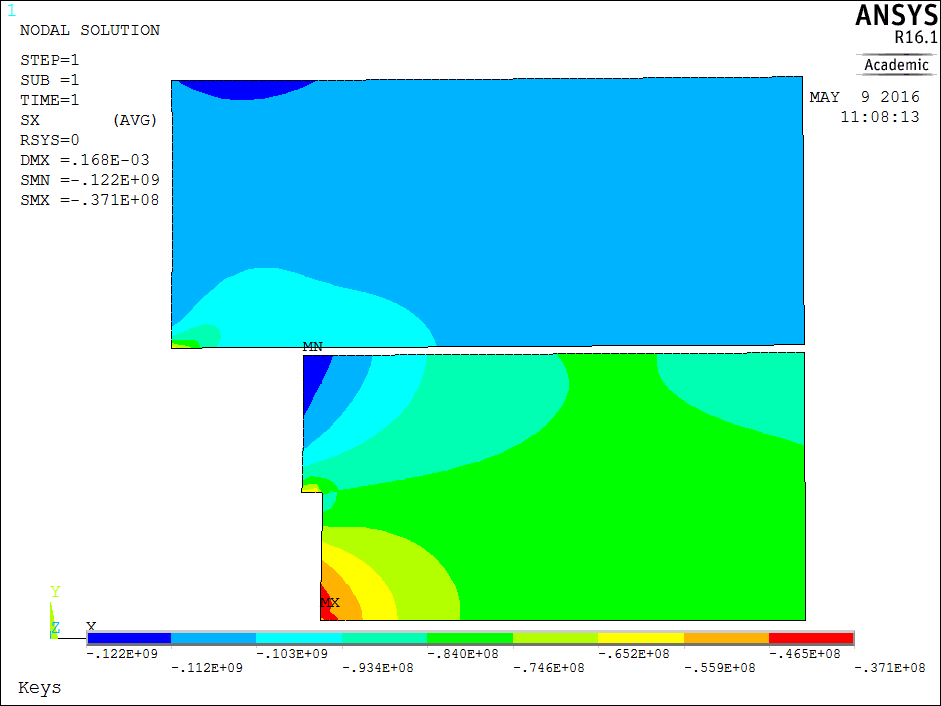 1
ANSYS
R16.1
Academic
NODAL SOLUTION
STEP=1
SUB =1
TIME=1
SX (AVG)
RSYS=0
DMX =.168E-03
SMN =-.122E+09
SMX =-.371E+08
MAY 9 2016
11:08:13
MN
MX
Y
Z X
-.122E+09 -.103E+09 -.840E+08 -.652E+08 -.465E+08
-.112E+09 -.934E+08 -.746E+08 -.559E+08 -.371E+08
Keys